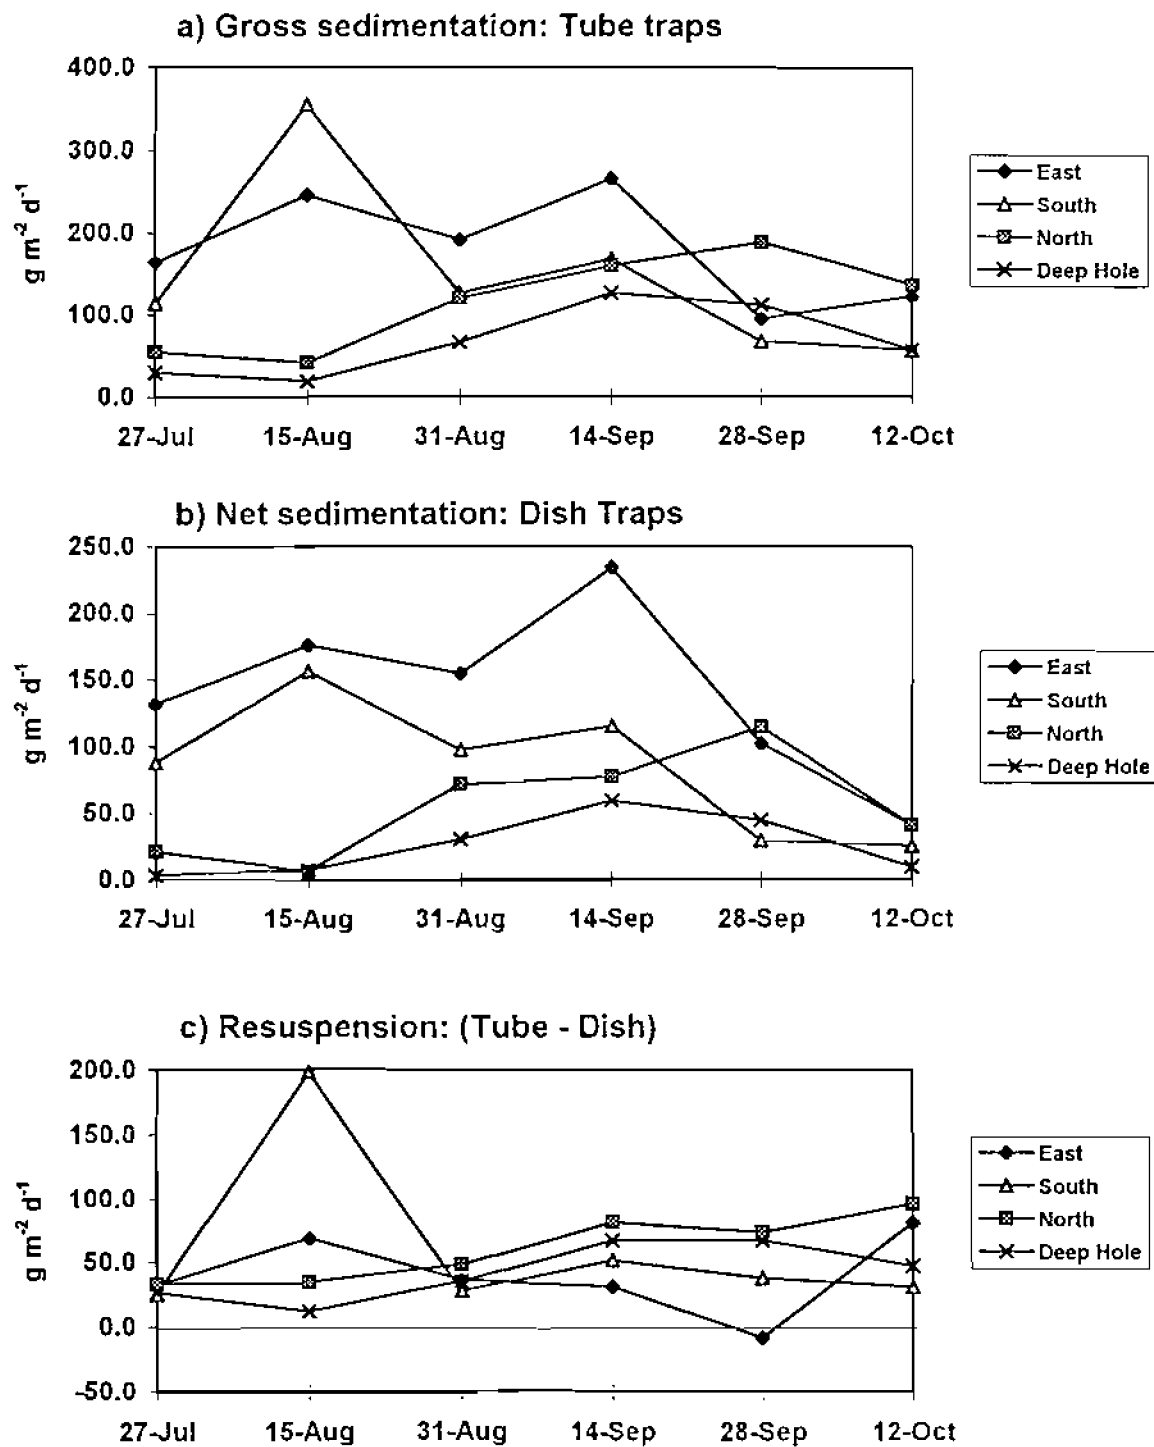 a) Gross sedimentation: Tube traps
400.0
300.0
200.0
100.0
0.0
g m⁻² d⁻¹
27-Jul 15-Aug 31-Aug 14-Sep 28-Sep 12-Oct
East
South
North
Deep Hole
b) Net sedimentation: Dish Traps
250.0
200.0
150.0
100.0
50.0
0.0
g m⁻² d⁻¹
27-Jul 15-Aug 31-Aug 14-Sep 28-Sep 12-Oct
East
South
North
Deep Hole
c) Resuspension: (Tube - Dish)
200.0
150.0
100.0
50.0
0.0
-50.0
g m⁻² d⁻¹
27-Jul 15-Aug 31-Aug 14-Sep 28-Sep 12-Oct
East
South
North
Deep Hole